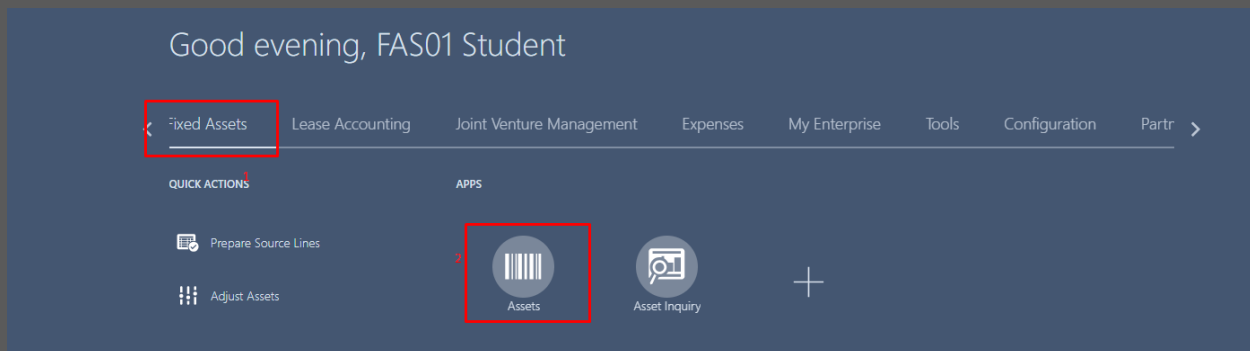 Good evening, FAS01 Student
Fixed Assets Lease Accounting Joint Venture Management Expenses My Enterprise Tools Configuration Partr
1
QUICK ACTIONS APPS
Prepare Source Lines
2
Adjust Assets
Assets Asset Inquiry